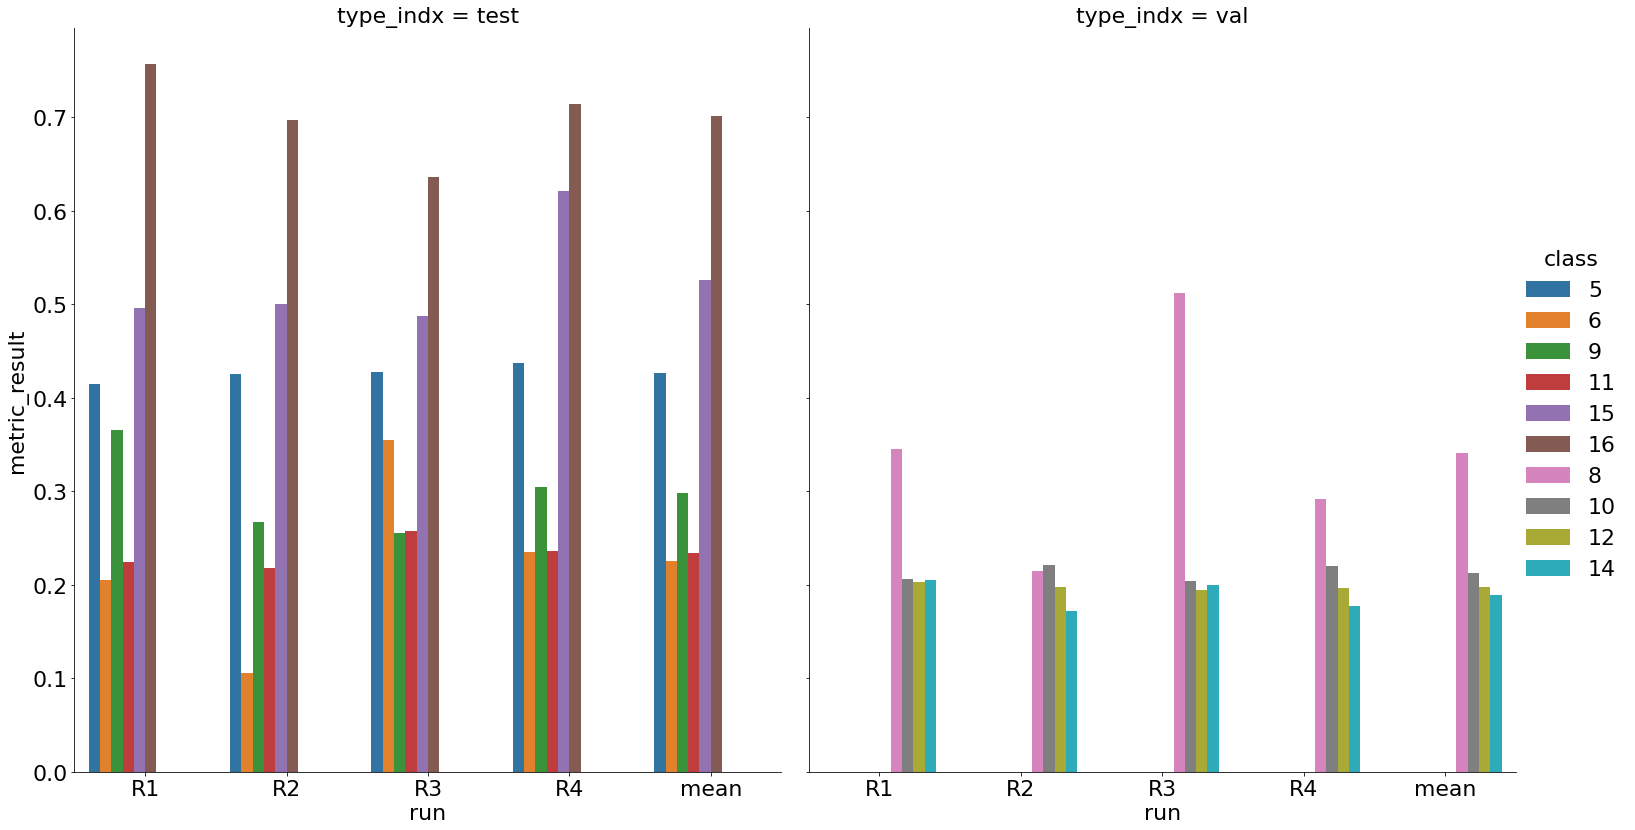 type_indx = test
type_indx = val
metric_result
0.7
0.6
0.5
0.4
0.3
0.2
0.1
0.0
R1 R2 R3 R4 mean
run
R1 R2 R3 R4 mean
run
class
5
6
9
11
15
16
8
10
12
14